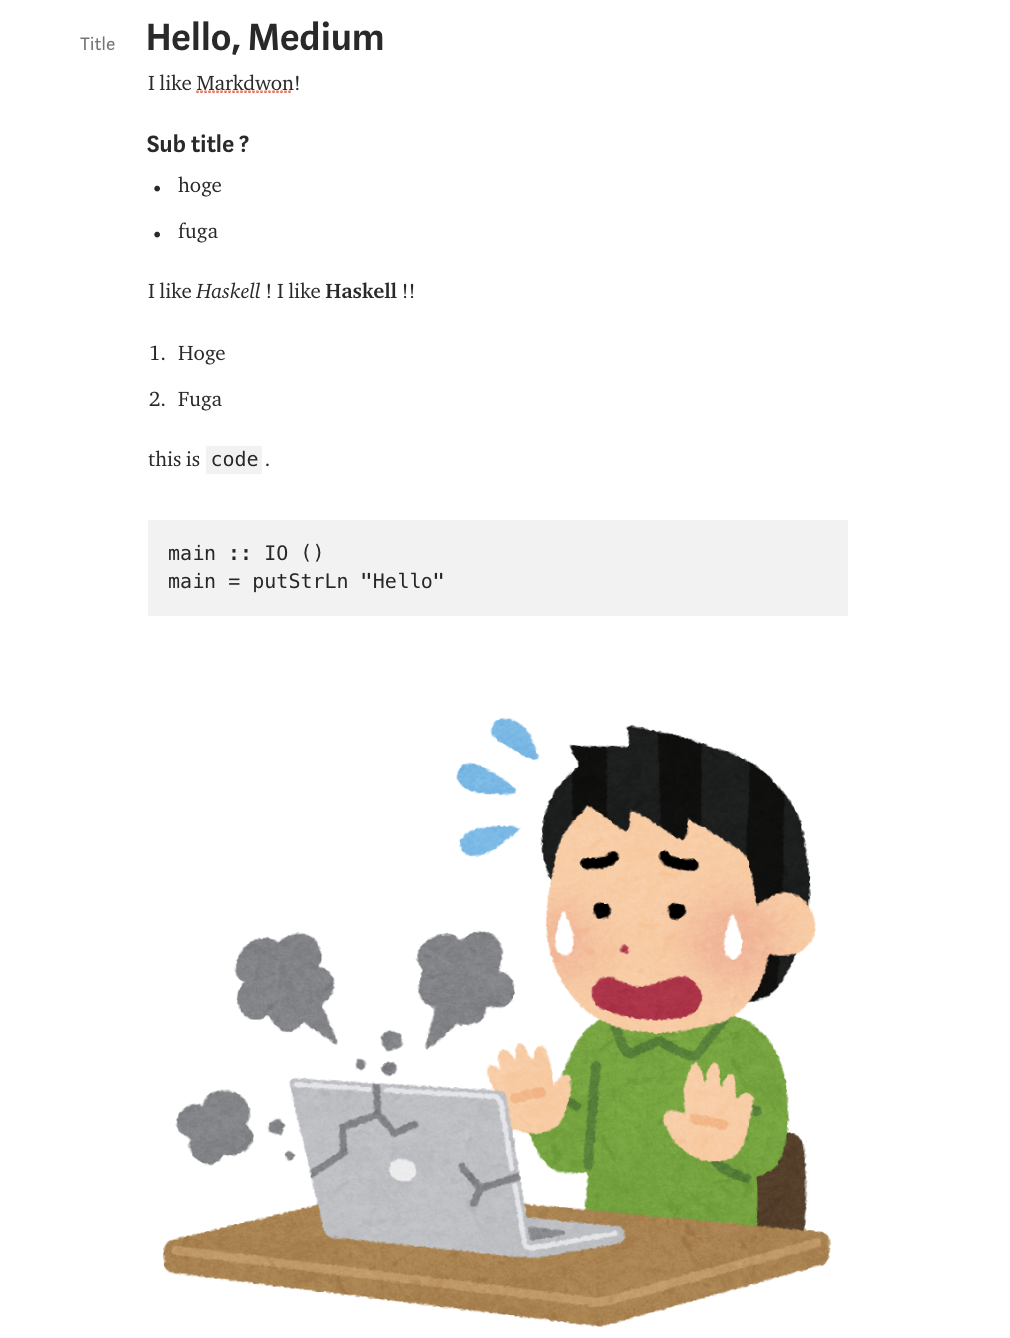 Title
Hello, Medium
I like Markdwon!
Sub title ?
• hoge
• fuga
I like Haskell ! I like Haskell !!
1. Hoge
2. Fuga
this is code .
main :: IO ()
main = putStrLn "Hello"